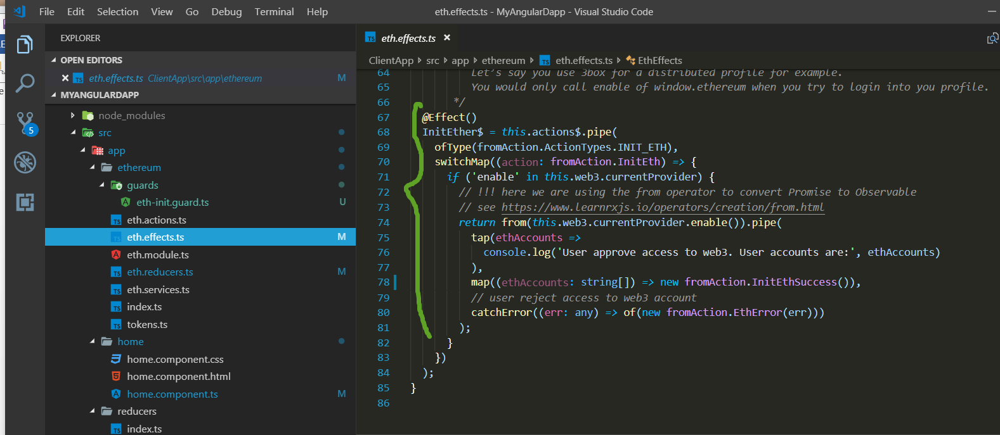 File Edit Selection View Go Debug Terminal Help
eth.effects.ts - MyAngularDapp - Visual Studio Code
EXPLORER
OPEN EDITORS
eth.effects.ts ClientApp\src\app\ethereum M
MYANGULARDAPP
node_modules
src
app
ethereum
guards
eth-init.guard.ts U
eth.actions.ts
eth.effects.ts M
eth.module.ts
eth.reducers.ts M
eth.services.ts
index.ts
tokens.ts
home
home.component.css
home.component.html
home.component.ts M
reducers
index.ts
5
TS eth.effects.ts
ClientApp src app ethereum TS eth.effects.ts EthEffects
64 Let's say you use 3box for a distributed profile for example.
65 You would only call enable of window.ethereum when you try to login into you profile.
66 */
67 @Effect()
68 InitEther$ = this.actions$.pipe(
69 ofType(fromAction.ActionTypes.INIT_ETH),
70 switchMap((action: fromAction.InitEth) => {
71 if ('enable' in this.web3.currentProvider) {
72 // !!! here we are using the from operator to convert Promise to Observable
73 // see https://www.learnrxjs.io/operators/creation/from.html
74 return from(this.web3.currentProvider.enable()).pipe(
75 tap(ethAccounts =>
76 console.log('User approve access to web3. User accounts are:', ethAccounts)
77 ),
78 map((ethAccounts: string[]) => new fromAction.InitEthSuccess()),
79 // user reject access to web3 account
80 catchError((err: any) => of(new fromAction.EthError(err)))
81 );
82 }
83 })
84 );
85 }
86